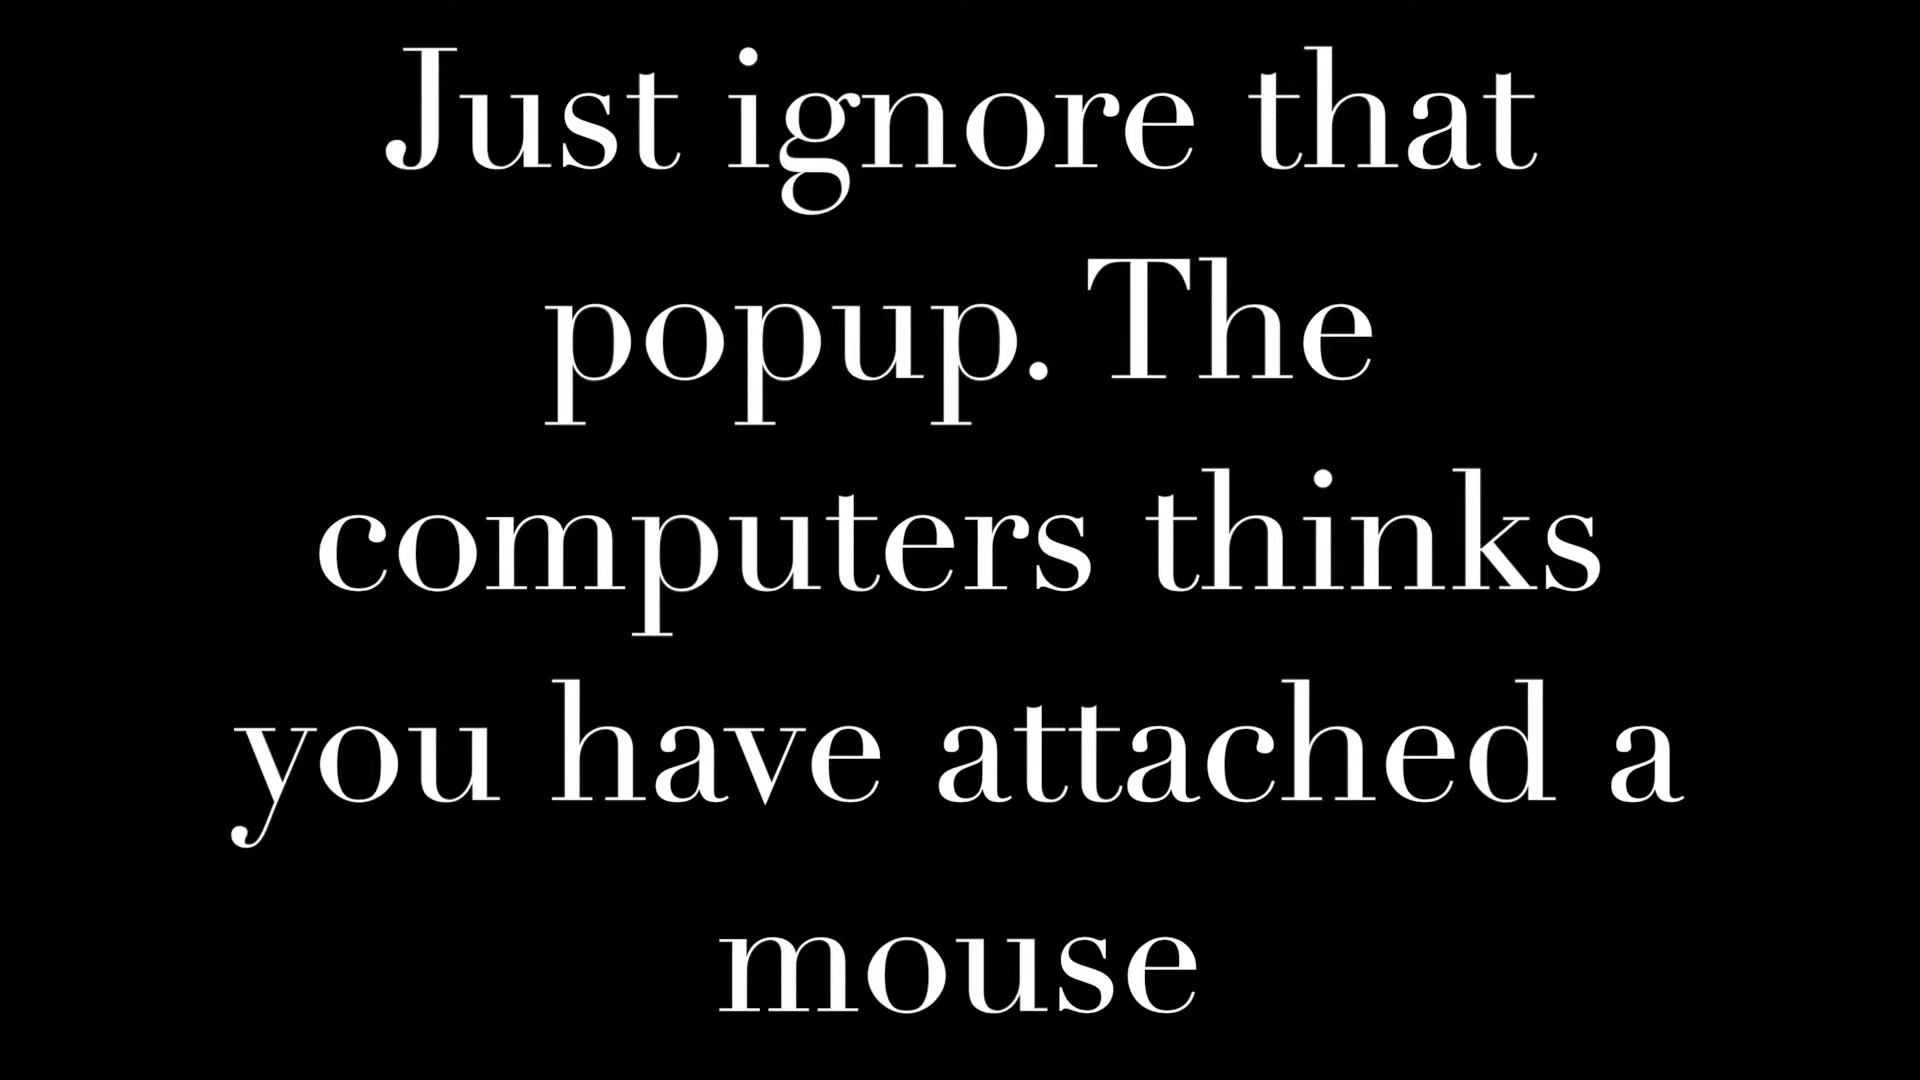 Just ignore that
popup. The
computers thinks
you have attached a
mouse